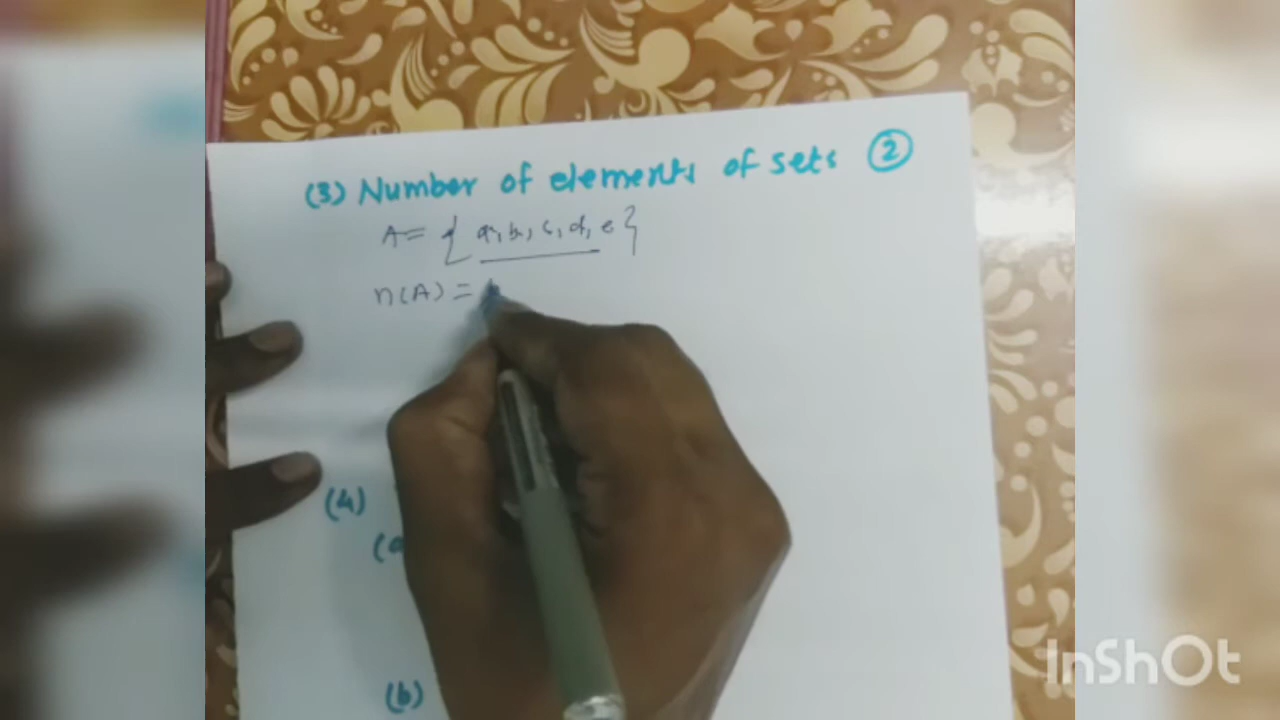 (3) Number of elements of sets ②
A = { a, b, c, d, e }
n(A) =
(4)
(a
(b)
InShOt